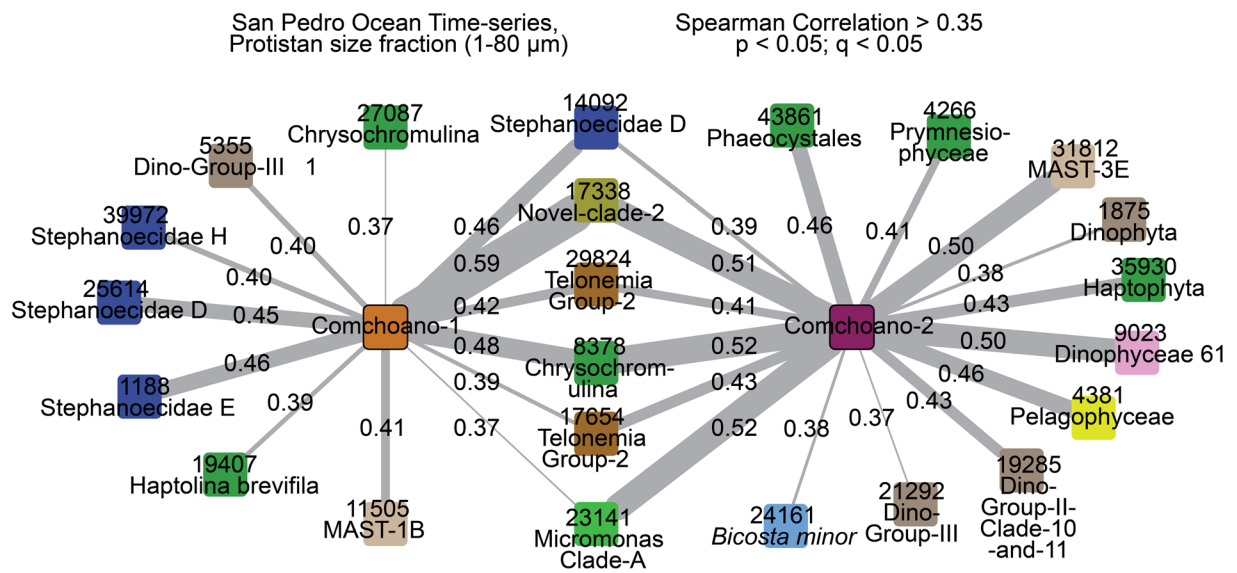 San Pedro Ocean Time-series,
Protistan size fraction (1-80 µm)
Spearman Correlation > 0.35
p < 0.05; q < 0.05
27087
Chrysochromulina
5355
Dino-Group-III 1
39972
Stephanoecidae H
25614
Stephanoecidae D
1188
Stephanoecidae E
19407
Haptolina brevifila
11505
MAST-1B
0.37
0.40
0.40
0.45
0.46
0.39
0.41
Comchoano-1
0.46
0.59
0.42
0.48
0.39
0.37
14092
Stephanoecidae D
17338
Novel-clade-2
29824
Telonemia
Group-2
8378
Chrysochrom-
ulina
17654
Telonemia
Group-2
23141
Micromonas
Clade-A
0.39
0.51
0.41
0.52
0.43
0.52
Comchoano-2
43861
Phaeocystales
4266
Prymnesio-
phyceae
31812
MAST-3E
1875
Dinophyta
35930
Haptophyta
9023
Dinophyceae 61
4381
Pelagophyceae
19285
Dino-
Group-II-
Clade-10
-and-11
21292
Dino-
Group-III
24161
Bicosta minor
0.46
0.41
0.50
0.38
0.43
0.50
0.46
0.43
0.37
0.38